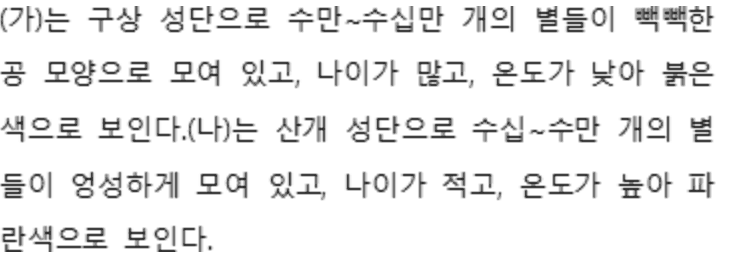 (가)는 구상 성단으로 수만~수십만 개의 별들이 빽빽한
공 모양으로 모여 있고, 나이가 많고, 온도가 낮아 붉은
색으로 보인다.(나)는 산개 성단으로 수십~수만 개의 별
들이 엉성하게 모여 있고, 나이가 적고, 온도가 높아 파
란색으로 보인다.